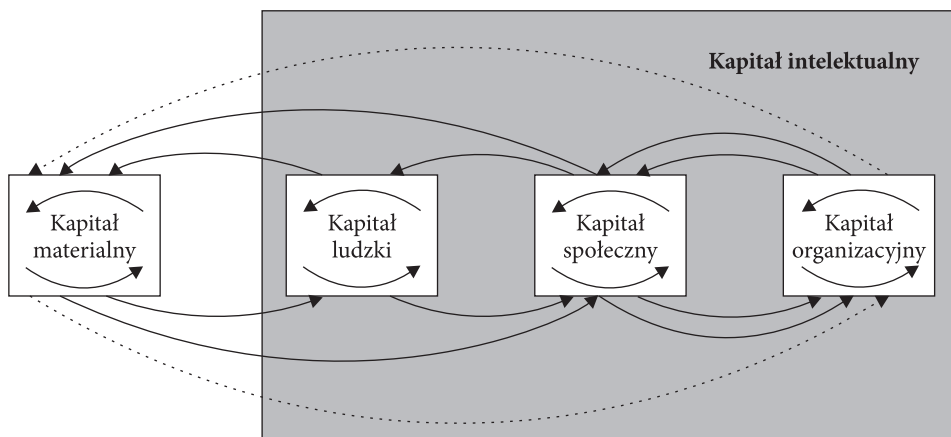 Kapitał intelektualny
Kapitał
materialny
Kapitał
ludzki
Kapitał
społeczny
Kapitał
organizacyjny